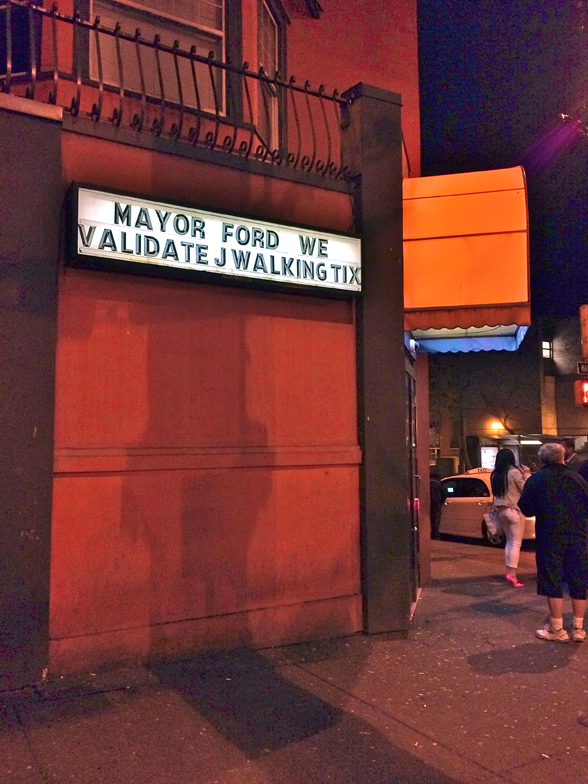 MAYOR FORD WE
VALIDATE J WALKING TIX